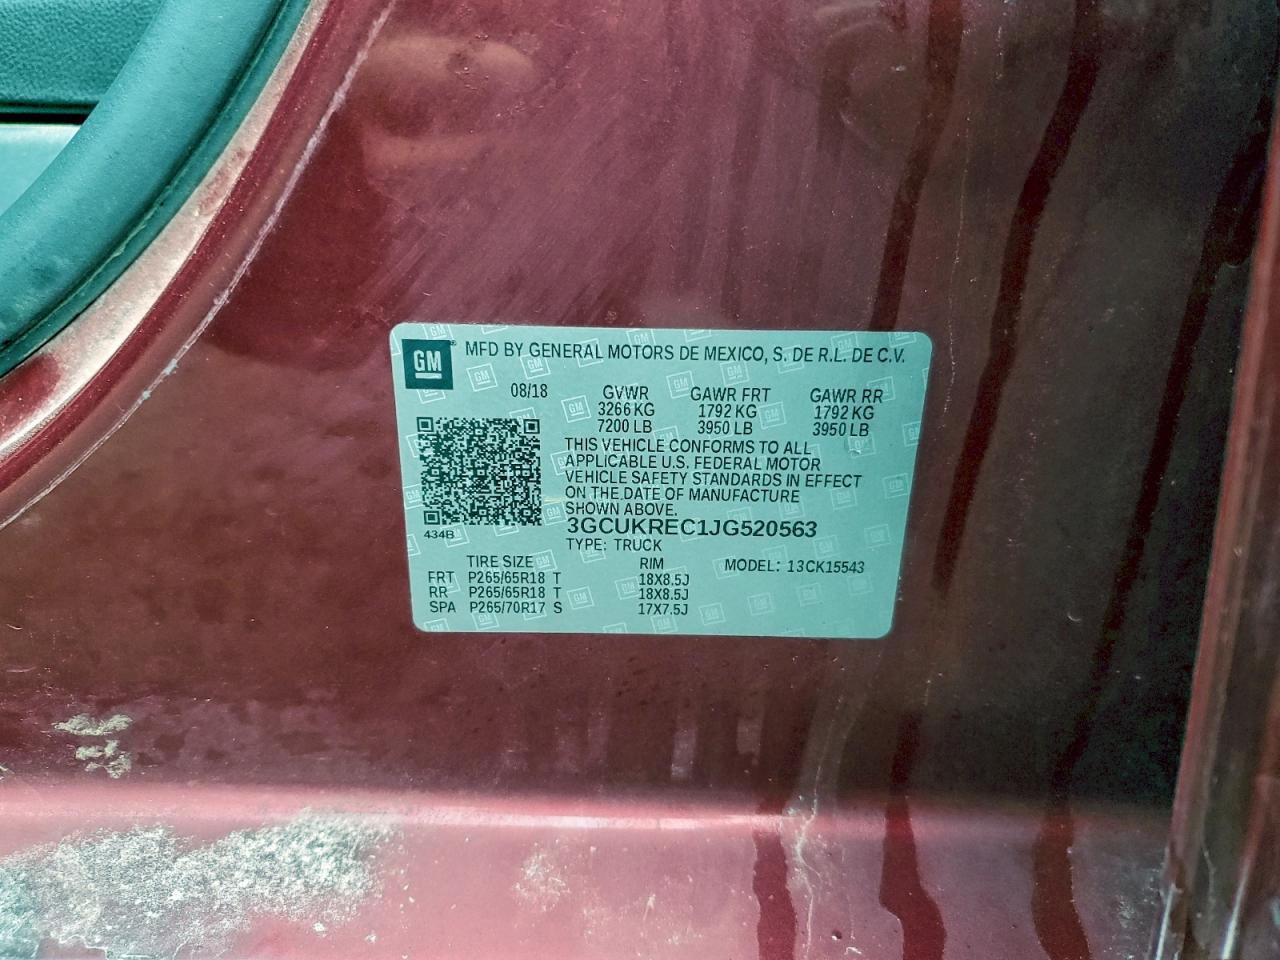 GM MFD BY GENERAL MOTORS DE MEXICO, S. DE R.L. DE C.V.
08/18 GVWR GAWR FRT GAWR RR
3266 KG 1792 KG 1792 KG
7200 LB 3950 LB 3950 LB
THIS VEHICLE CONFORMS TO ALL
APPLICABLE U.S. FEDERAL MOTOR
VEHICLE SAFETY STANDARDS IN EFFECT
ON THE DATE OF MANUFACTURE
SHOWN ABOVE.
3GCUKREC1JG520563
434B TYPE: TRUCK
TIRE SIZE RIM MODEL: 13CK15543
FRT P265/65R18 T 18X8.5J
RR P265/65R18 T 18X8.5J
SPA P265/70R17 S 17X7.5J